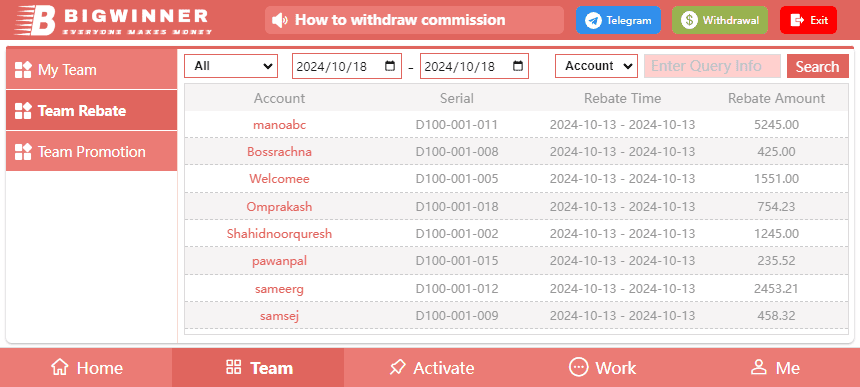 BIGWINNER
EVERYONE MAKES MONEY
How to withdraw commission
Telegram
Withdrawal
Exit
My Team
Team Rebate
Team Promotion
All 2024/10/18 - 2024/10/18 Account Enter Query Info Search
Account Serial Rebate Time Rebate Amount
manoabc D100-001-011 2024-10-13 - 2024-10-13 5245.00
Bossrachna D100-001-008 2024-10-13 - 2024-10-13 425.00
Welcomee D100-001-005 2024-10-13 - 2024-10-13 1551.00
Omprakash D100-001-018 2024-10-13 - 2024-10-13 754.23
Shahidnoorquresh D100-001-002 2024-10-13 - 2024-10-13 1245.00
pawanpal D100-001-015 2024-10-13 - 2024-10-13 235.52
sameerg D100-001-012 2024-10-13 - 2024-10-13 2453.21
samsej D100-001-009 2024-10-13 - 2024-10-13 458.32
Home Team Activate Work Me